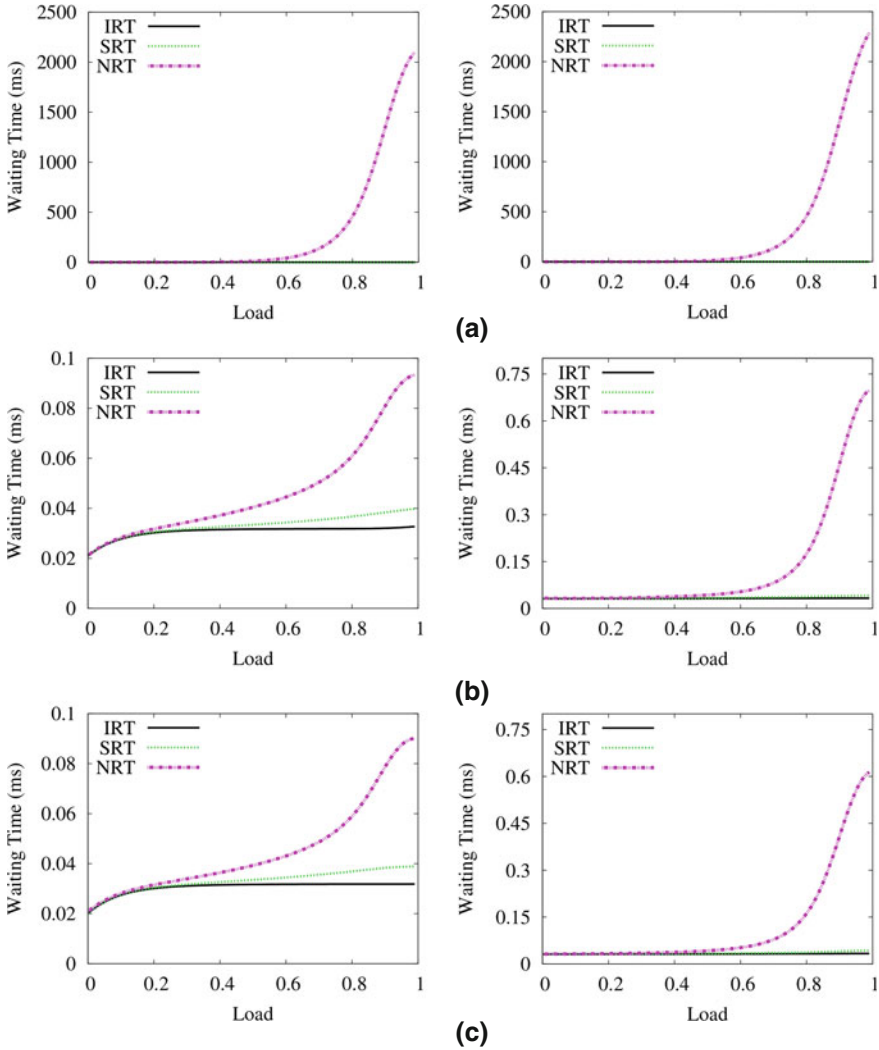 2500
2000
1500
1000
500
0
Waiting Time (ms)
IRT
SRT
NRT
0 0.2 0.4 0.6 0.8 1
Load
2500
2000
1500
1000
500
0
Waiting Time (ms)
IRT
SRT
NRT
0 0.2 0.4 0.6 0.8 1
Load
(a)
0.1
0.08
0.06
0.04
0.02
0
Waiting Time (ms)
IRT
SRT
NRT
0 0.2 0.4 0.6 0.8 1
Load
0.75
0.6
0.45
0.3
0.15
0
Waiting Time (ms)
IRT
SRT
NRT
0 0.2 0.4 0.6 0.8 1
Load
(b)
0.1
0.08
0.06
0.04
0.02
0
Waiting Time (ms)
IRT
SRT
NRT
0 0.2 0.4 0.6 0.8 1
Load
0.75
0.6
0.45
0.3
0.15
0
Waiting Time (ms)
IRT
SRT
NRT
0 0.2 0.4 0.6 0.8 1
Load
(c)